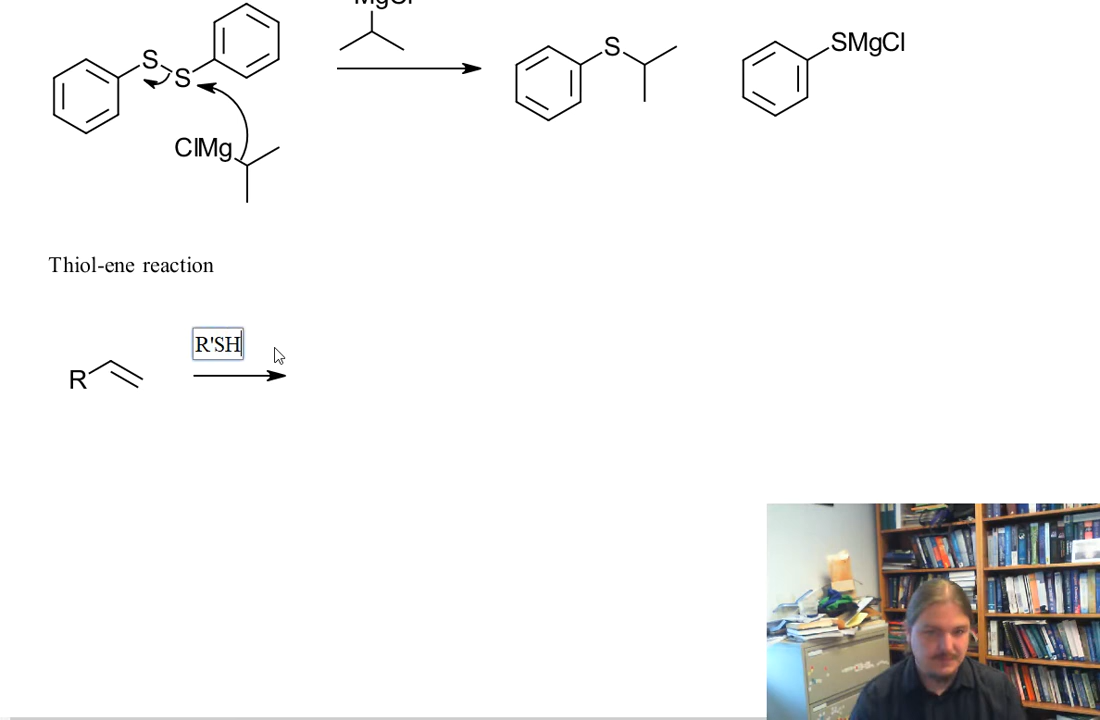 MgCl
S
S
S
SMgCl
ClMg
Thiol-ene reaction
R'SH
R